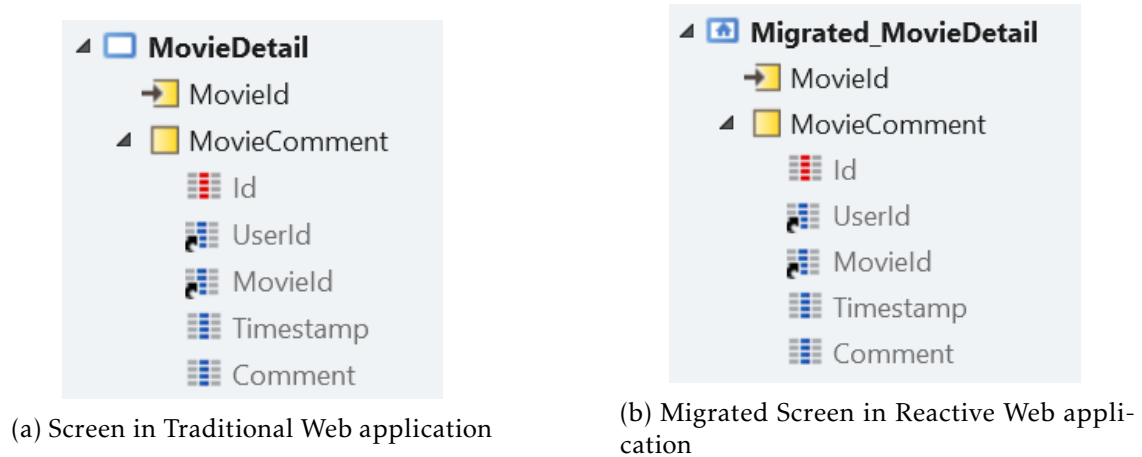 MovieDetail
MovieId
MovieComment
Id
UserId
MovieId
Timestamp
Comment
(a) Screen in Traditional Web application
Migrated_MovieDetail
MovieId
MovieComment
Id
UserId
MovieId
Timestamp
Comment
(b) Migrated Screen in Reactive Web appli-
cation